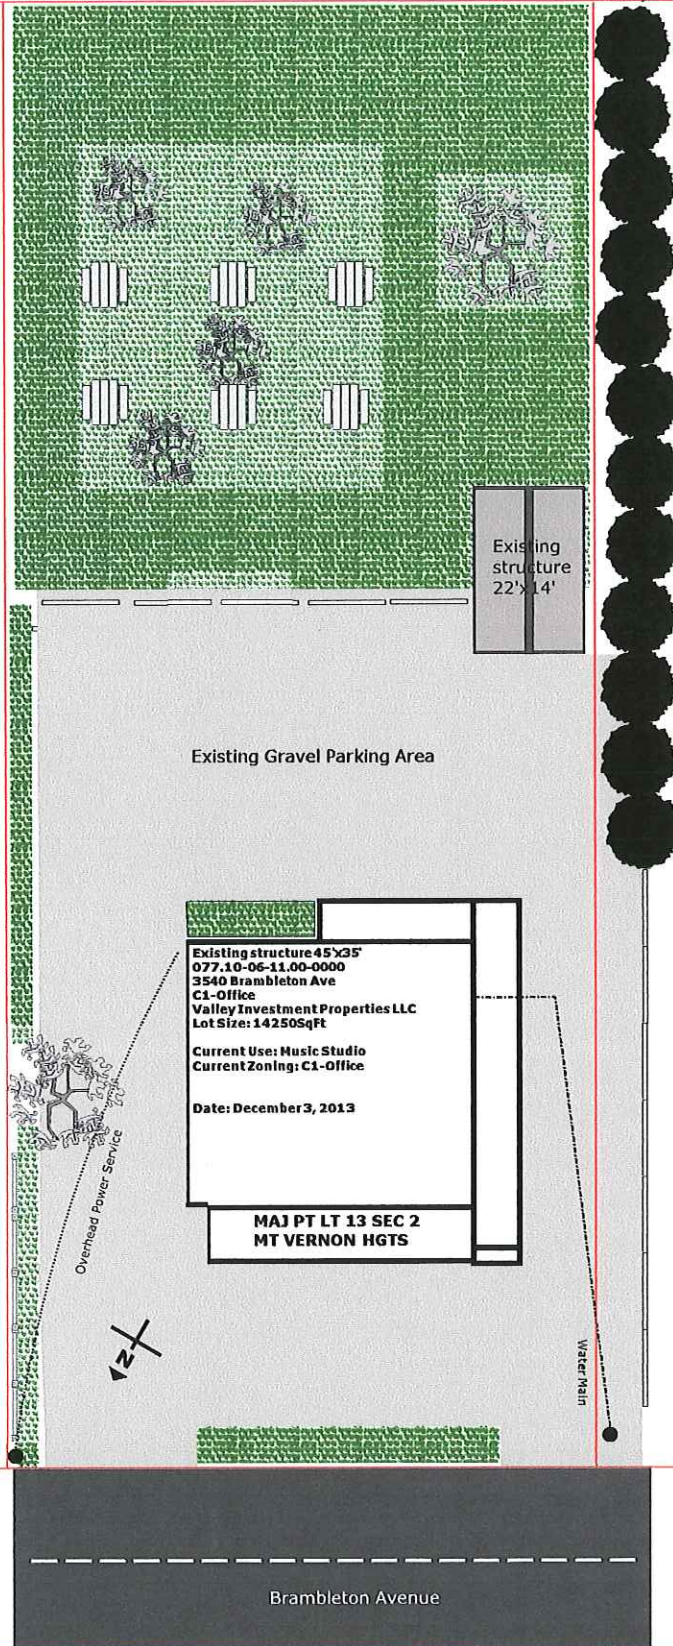 Existing
structure
22'x14'
Existing Gravel Parking Area
Existing structure 45'x35'
077.10-06-11.00-0000
3540 Brambleton Ave
C1-Office
Valley Investment Properties LLC
Lot Size: 14250SqFt
Current Use: Music Studio
Current Zoning: C1-Office
Date: December 3, 2013
Overhead Power Service
MAJ PT LT 13 SEC 2
MT VERNON HGTS
N
Water Main
Brambleton Avenue